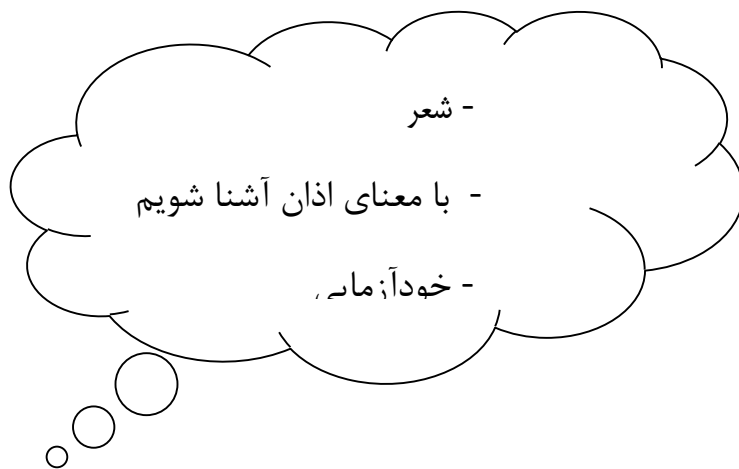 - شعر
- با معنای اذان آشنا شویم
- خودآزمایی